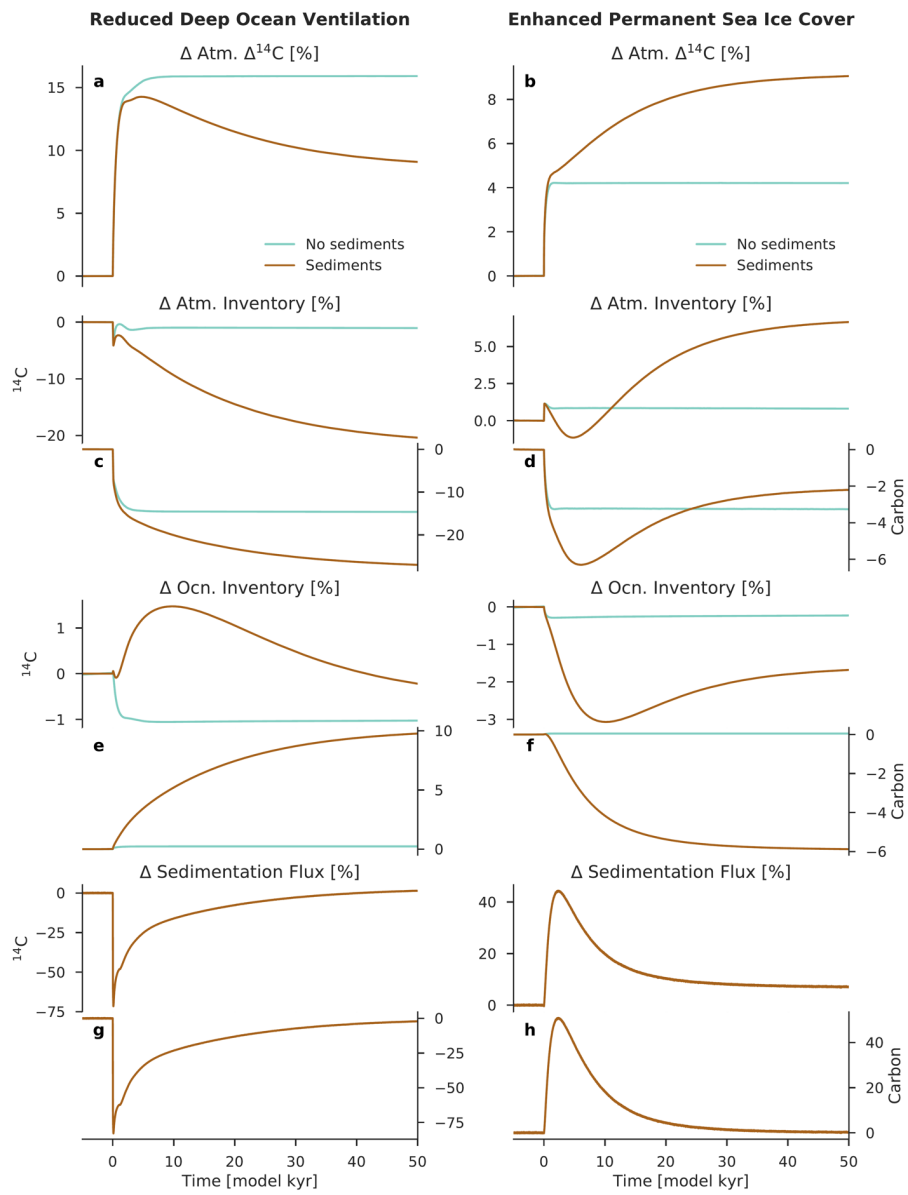 Reduced Deep Ocean Ventilation
Enhanced Permanent Sea Ice Cover
Δ Atm. Δ¹⁴C [%]
Δ Atm. Δ¹⁴C [%]
a
15
10
5
0
No sediments
Sediments
b
8
6
4
2
0
No sediments
Sediments
Δ Atm. Inventory [%]
Δ Atm. Inventory [%]
¹⁴C
0
−10
−20
c
0
−10
−20
5.0
2.5
0.0
d
0
−2
−4
−6
Carbon
Δ Ocn. Inventory [%]
Δ Ocn. Inventory [%]
¹⁴C
1
0
−1
e
10
5
0
0
−1
−2
−3
f
0
−2
−4
−6
Carbon
Δ Sedimentation Flux [%]
Δ Sedimentation Flux [%]
¹⁴C
0
−25
−50
−75
g
0
−25
−50
−75
40
20
0
h
40
20
0
Carbon
0 10 20 30 40 50
Time [model kyr]
0 10 20 30 40 50
Time [model kyr]